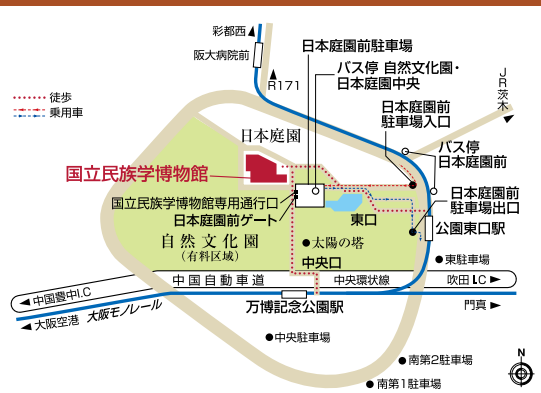 彩都西
阪大病院前
日本庭園前駐車場
バス停 自然文化園・
日本庭園中央
R171
JR茨木
徒歩
乗用車
日本庭園前
駐車場入口
日本庭園
バス停
日本庭園前
国立民族学博物館
国立民族学博物館専用通行口
日本庭園前ゲート
日本庭園前
駐車場出口
東口
公園東口駅
自然文化園
(有料区域)
太陽の塔
中央口
東駐車場
中国自動車道
中央環状線
吹田I.C
中国豊中I.C
万博記念公園駅
門真
大阪空港
大阪モノレール
中央駐車場
南第2駐車場
南第1駐車場
N